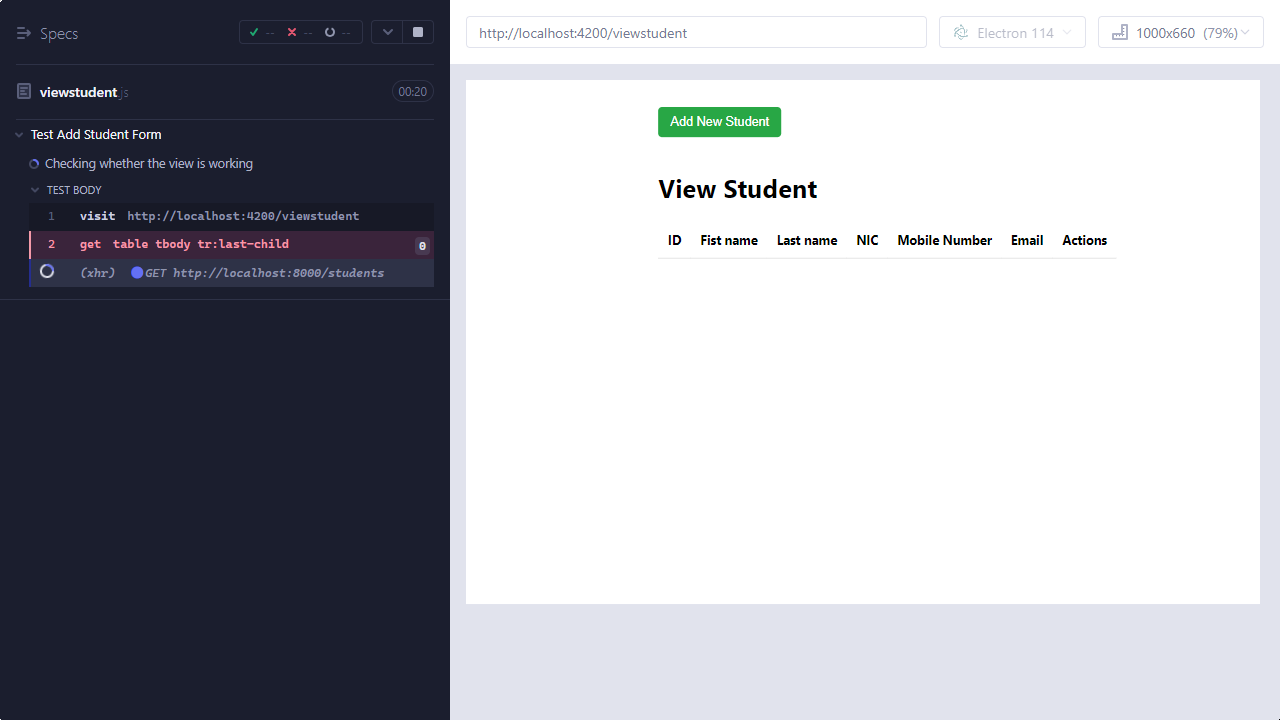 Specs
-- -- --
viewstudent.js 00:20
Test Add Student Form
Checking whether the view is working
TEST BODY
1 visit http://localhost:4200/viewstudent
2 get table tbody tr:last-child 0
(xhr) GET http://localhost:8000/students
http://localhost:4200/viewstudent
Electron 114
1000x660 (79%)
Add New Student
View Student
ID Fist name Last name NIC Mobile Number Email Actions